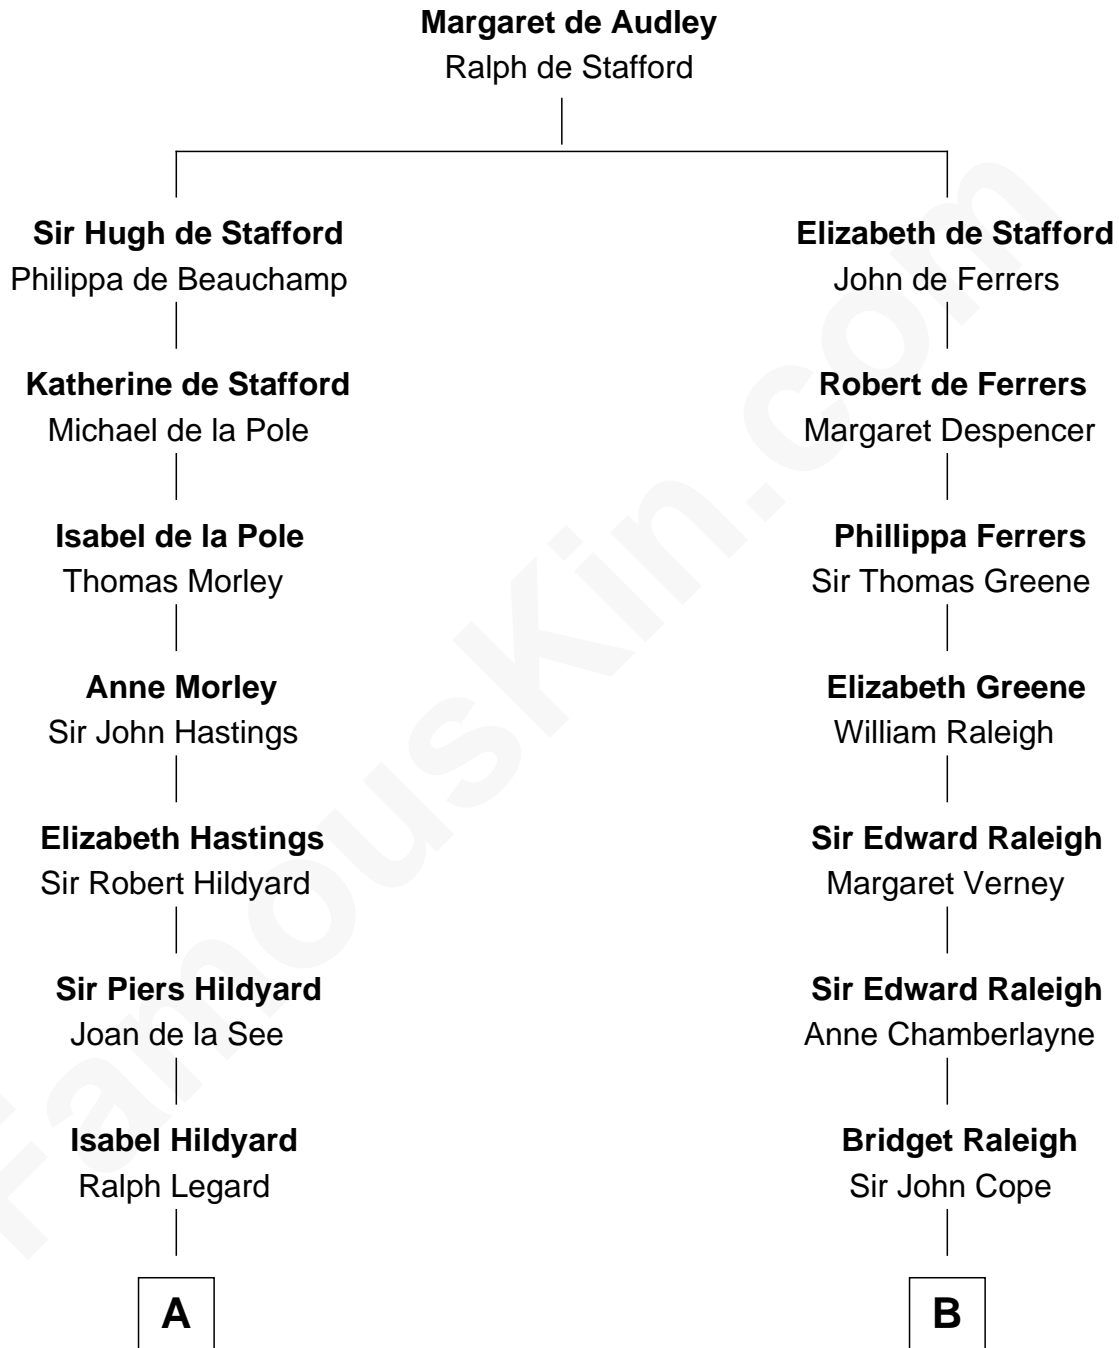 Margaret de Audley
Ralph de Stafford
Sir Hugh de Stafford
Philippa de Beauchamp
Katherine de Stafford
Michael de la Pole
Isabel de la Pole
Thomas Morley
Anne Morley
Sir John Hastings
Elizabeth Hastings
Sir Robert Hildyard
Sir Piers Hildyard
Joan de la See
Isabel Hildyard
Ralph Legard
A
Elizabeth de Stafford
John de Ferrers
Robert de Ferrers
Margaret Despencer
Phillippa Ferrers
Sir Thomas Greene
Elizabeth Greene
William Raleigh
Sir Edward Raleigh
Margaret Verney
Sir Edward Raleigh
Anne Chamberlayne
Bridget Raleigh
Sir John Cope
B
FamousKin.com